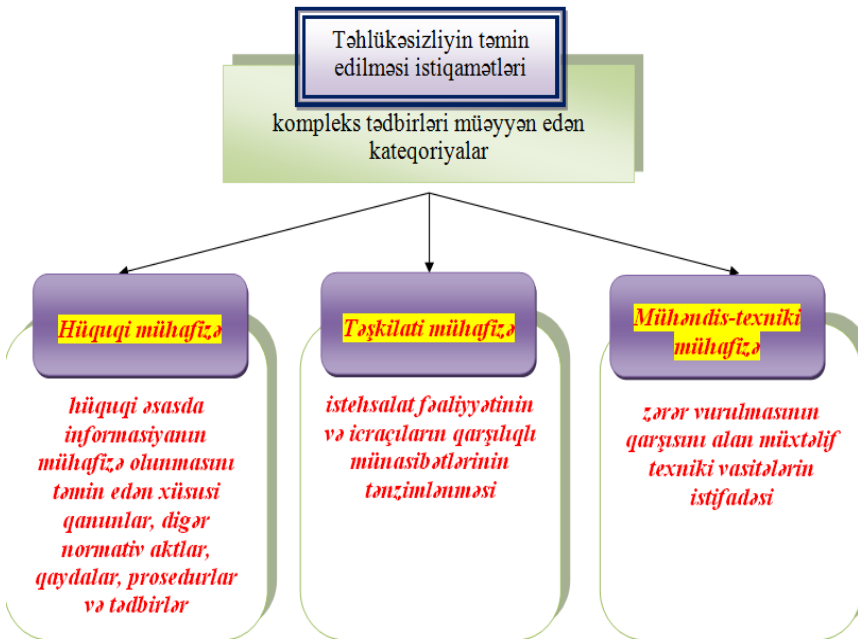 Təhlükəsizliyin təmin
edilməsi istiqamətləri
kompleks tədbirləri müəyyən edən
kateqoriyalar
Hüquqi mühafizə
hüquqi əsasda
informasiyanın
mühafizə olunmasını
təmin edən xüsusi
qanunlar, digər
normativ aktlar,
qaydalar, prosedurlar
və tədbirlər
Təşkilati mühafizə
istehsalat fəaliyyətinin
və icraçıların qarşılıqlı
münasibətlərinin
tənzimlənməsi
Mühəndis-texniki
mühafizə
zərər vurulmasının
qarşısını alan müxtəlif
texniki vasitələrin
istifadəsi